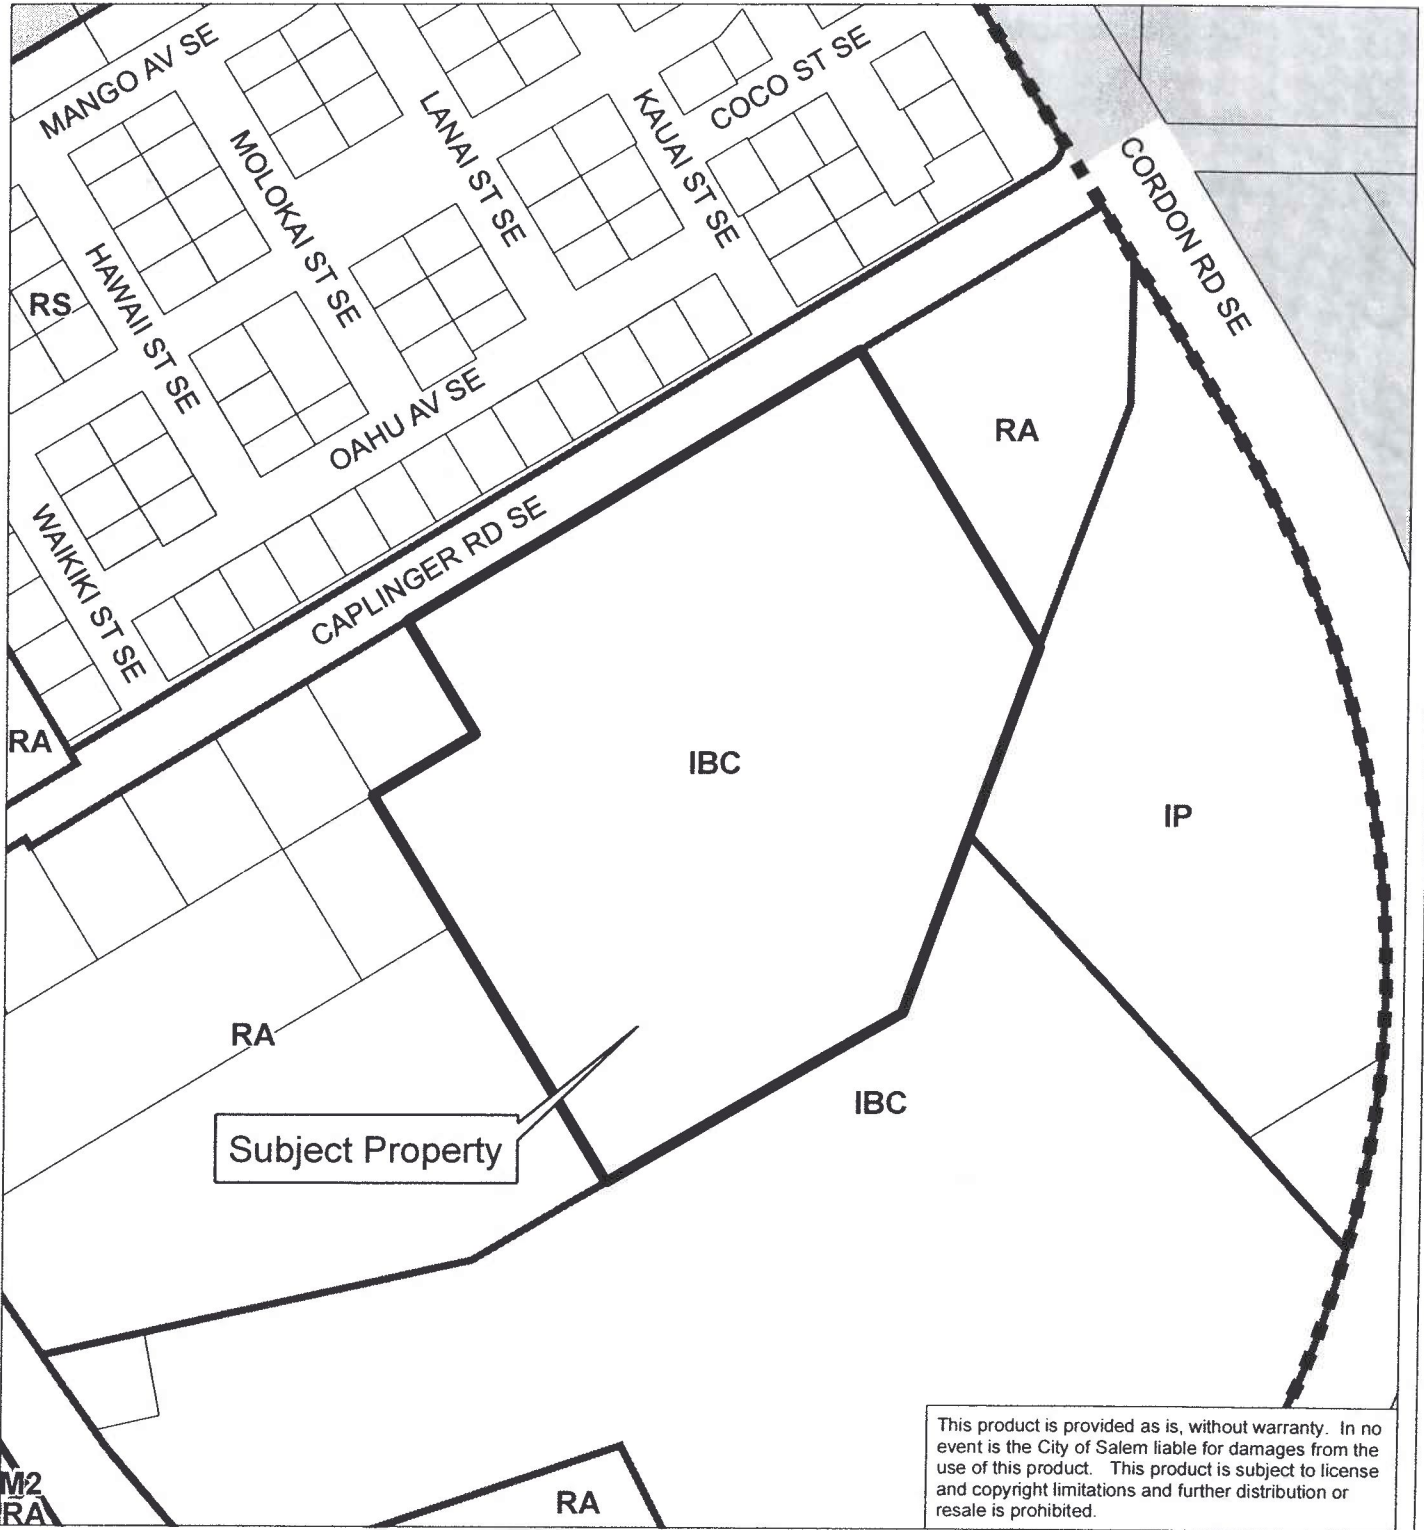 MANGO AV SE
COCO ST SE
LANAI ST SE
KAUAI ST SE
MOLOKAI ST SE
CORDON RD SE
HAWAII ST SE
RS
OAHU AV SE
RA
WAIKIKI ST SE
CAPLINGER RD SE
RA
IBC
IP
RA
IBC
Subject Property
M2
RA
RA
This product is provided as is, without warranty. In no
event is the City of Salem liable for damages from the
use of this product. This product is subject to license
and copyright limitations and further distribution or
resale is prohibited.